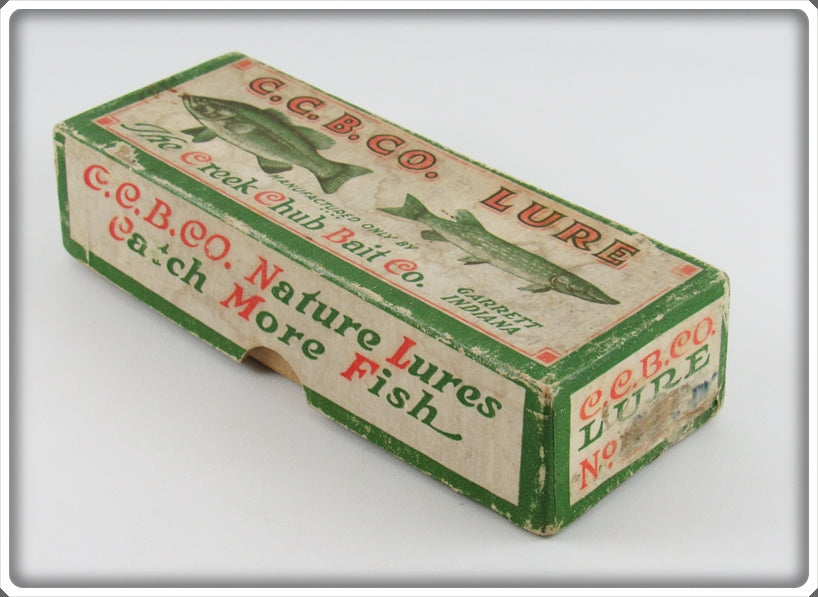 C.C.B.CO. LURE
MANUFACTURED ONLY BY
The Creek Chub Bait Co.
GARRETT
INDIANA
C.C.B.CO. Nature Lures
Catch More Fish
C.C.B.CO.
LURE
No